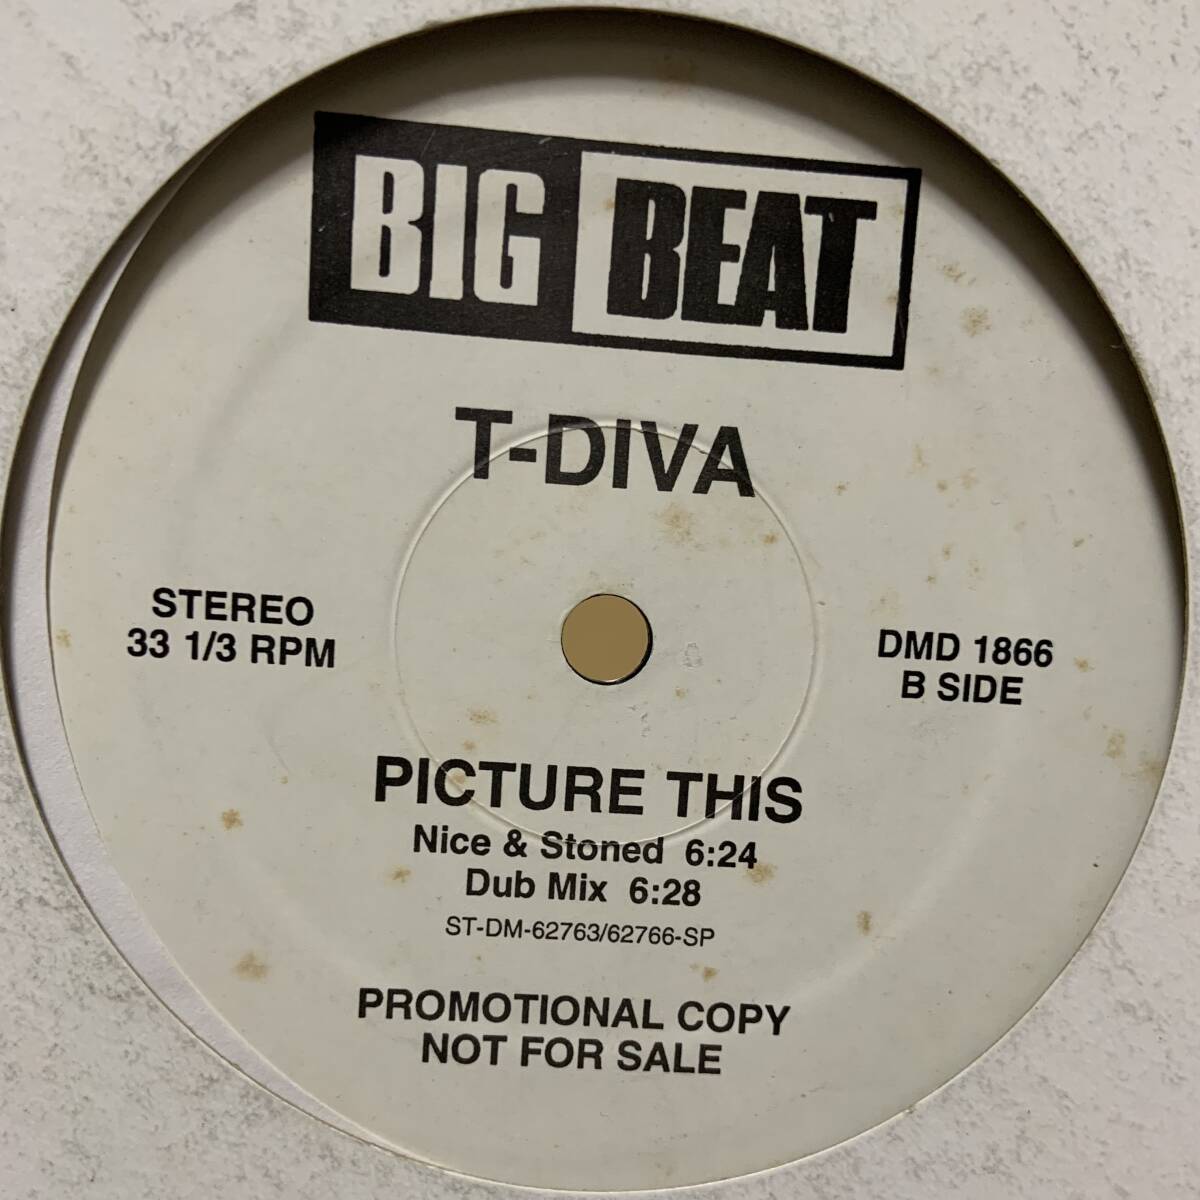 BIG BEAT
T-DIVA
STEREO
33 1/3 RPM
DMD 1866
B SIDE
PICTURE THIS
Nice & Stoned 6:24
Dub Mix 6:28
ST-DM-62763/62766-SP
PROMOTIONAL COPY
NOT FOR SALE